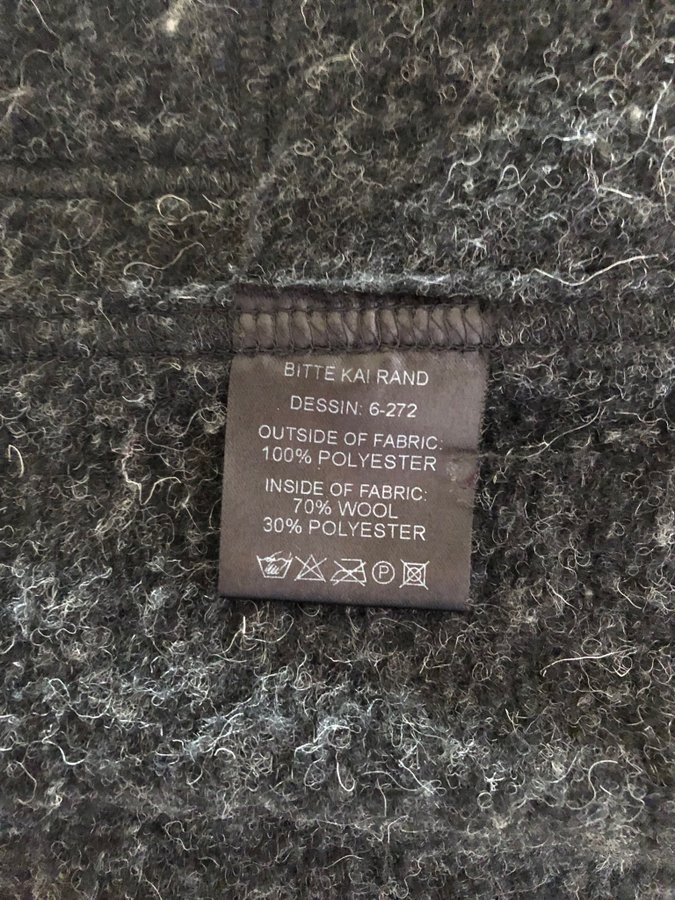 BITTE KAI RAND
DESSIN: 6-272
OUTSIDE OF FABRIC:
100% POLYESTER
INSIDE OF FABRIC:
70% WOOL
30% POLYESTER
P